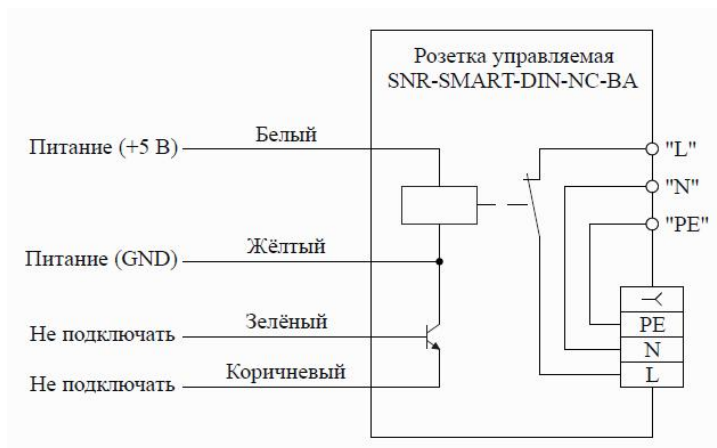 Розетка управляемая
SNR-SMART-DIN-NC-BA
Питание (+5 В)
Белый
"L"
"N"
"PE"
Питание (GND)
Жёлтый
Не подключать
Зелёный
PE
N
L
Не подключать
Коричневый